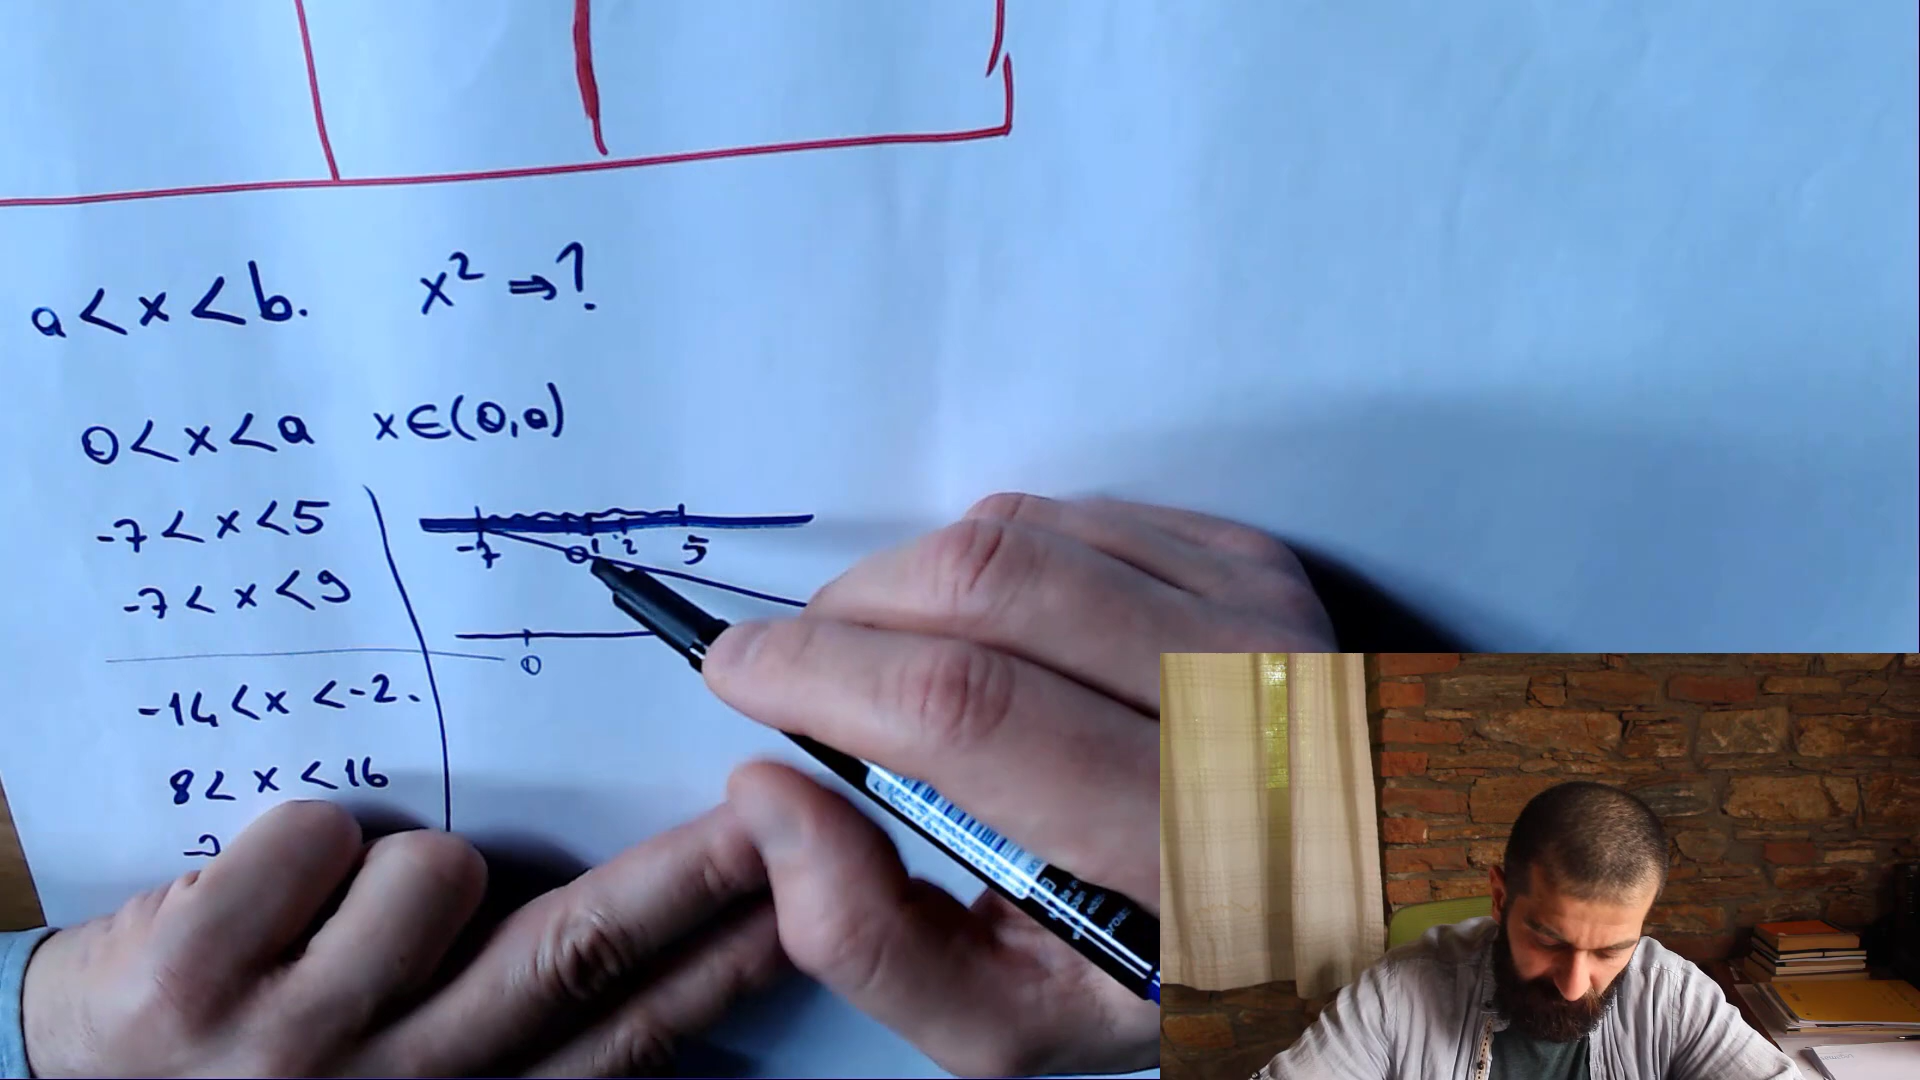 a < x < b.    x² ⇒ ?
0 < x < a    x ∈ (0, a)
-7 < x < 5
-7 0 1 2 5
-7 < x < 9
0
-14 < x < -2.
8 < x < 16